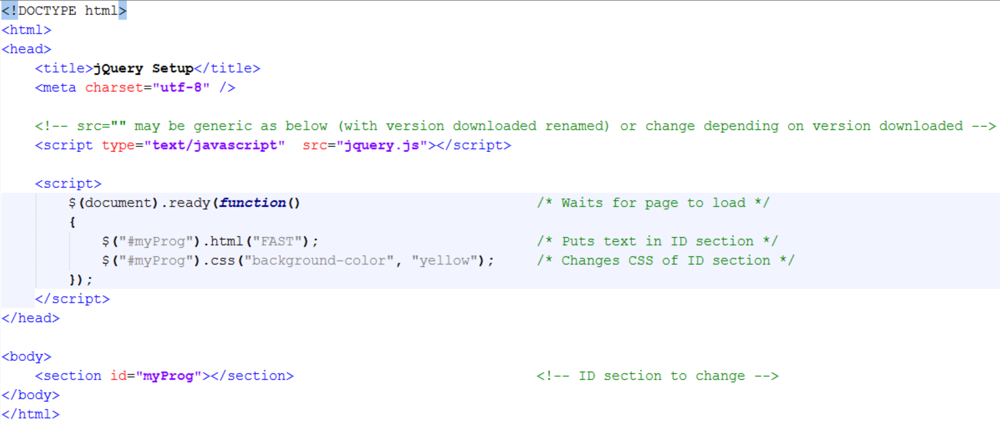 <!DOCTYPE html>
<html>
<head>
    <title>jQuery Setup</title>
    <meta charset="utf-8" />

    <!-- src="" may be generic as below (with version downloaded renamed) or change depending on version downloaded -->
    <script type="text/javascript"  src="jquery.js"></script>

    <script>
        $(document).ready(function()                            /* Waits for page to load */
        {
            $("#myProg").html("FAST");                          /* Puts text in ID section */
            $("#myProg").css("background-color", "yellow");     /* Changes CSS of ID section */
        });
    </script>
</head>

<body>
    <section id="myProg"></section>                             <!-- ID section to change -->
</body>
</html>